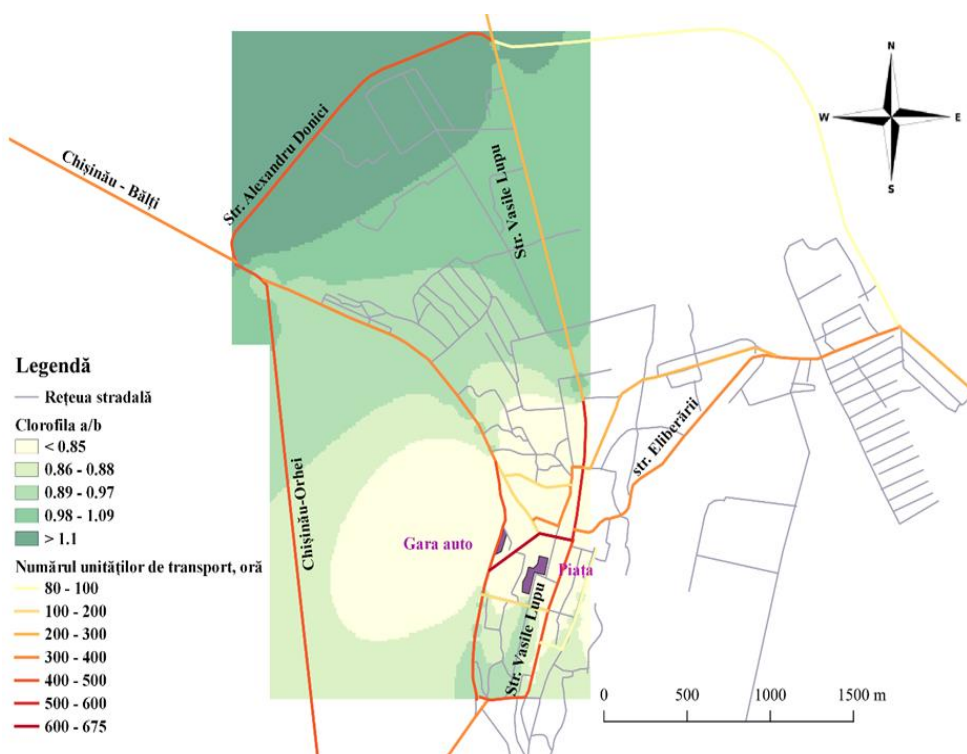 N
W
E
S
Chișinău - Bălți
Str. Alexandru Donici
Str. Vasile Lupu
Legendă
Rețeua stradală
Clorofila a/b
< 0.85
0.86 - 0.88
0.89 - 0.97
0.98 - 1.09
> 1.1
Numărul unităților de transport, oră
80 - 100
100 - 200
200 - 300
300 - 400
400 - 500
500 - 600
600 - 675
Chișinău-Orhei
str. Eliberării
Gara auto
Piața
Str. Vasile Lupu
0 500 1000 1500 m